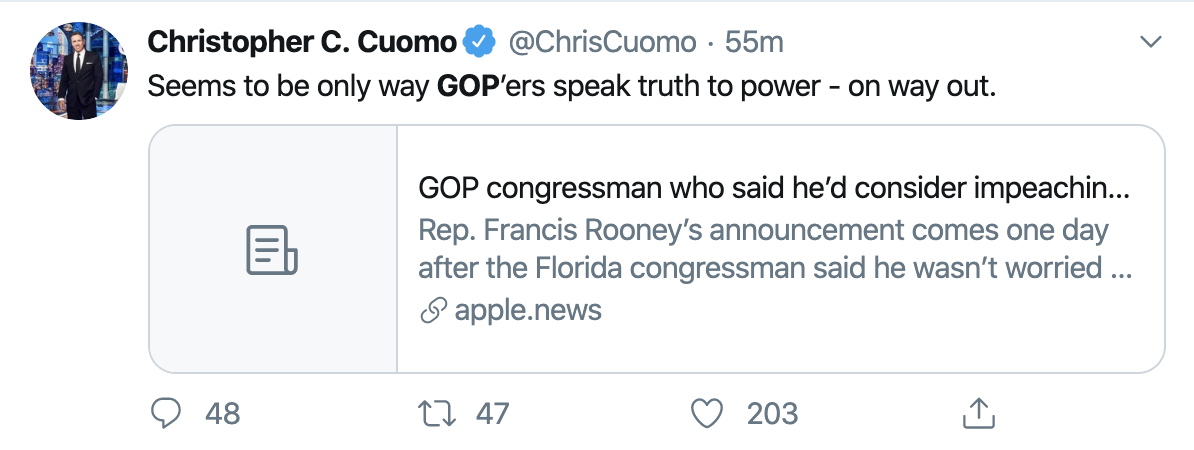 Christopher C. Cuomo @ChrisCuomo · 55m
Seems to be only way GOP’ers speak truth to power - on way out.
GOP congressman who said he’d consider impeachin...
Rep. Francis Rooney’s announcement comes one day
after the Florida congressman said he wasn’t worried ...
apple.news
48 47 203